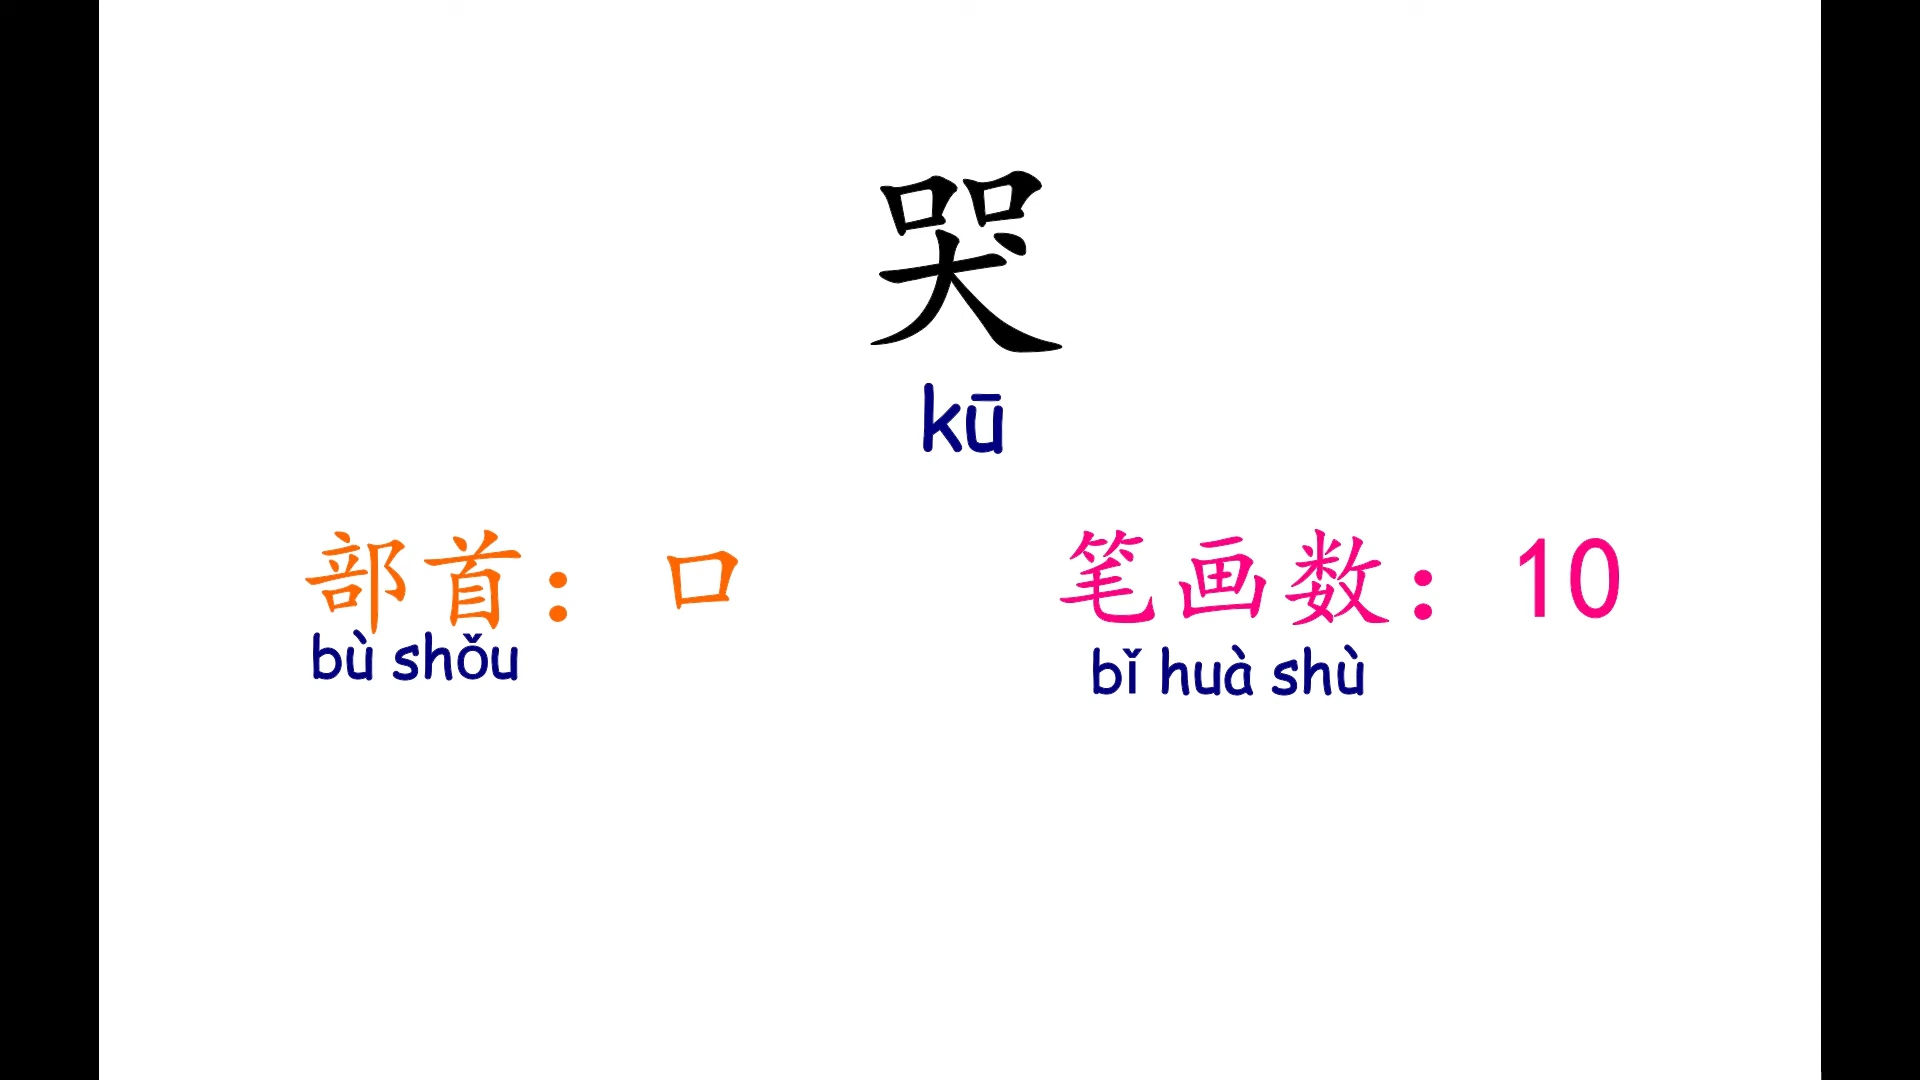 哭
kū
部首：口
bù shǒu
笔画数：10
bǐ huà shù